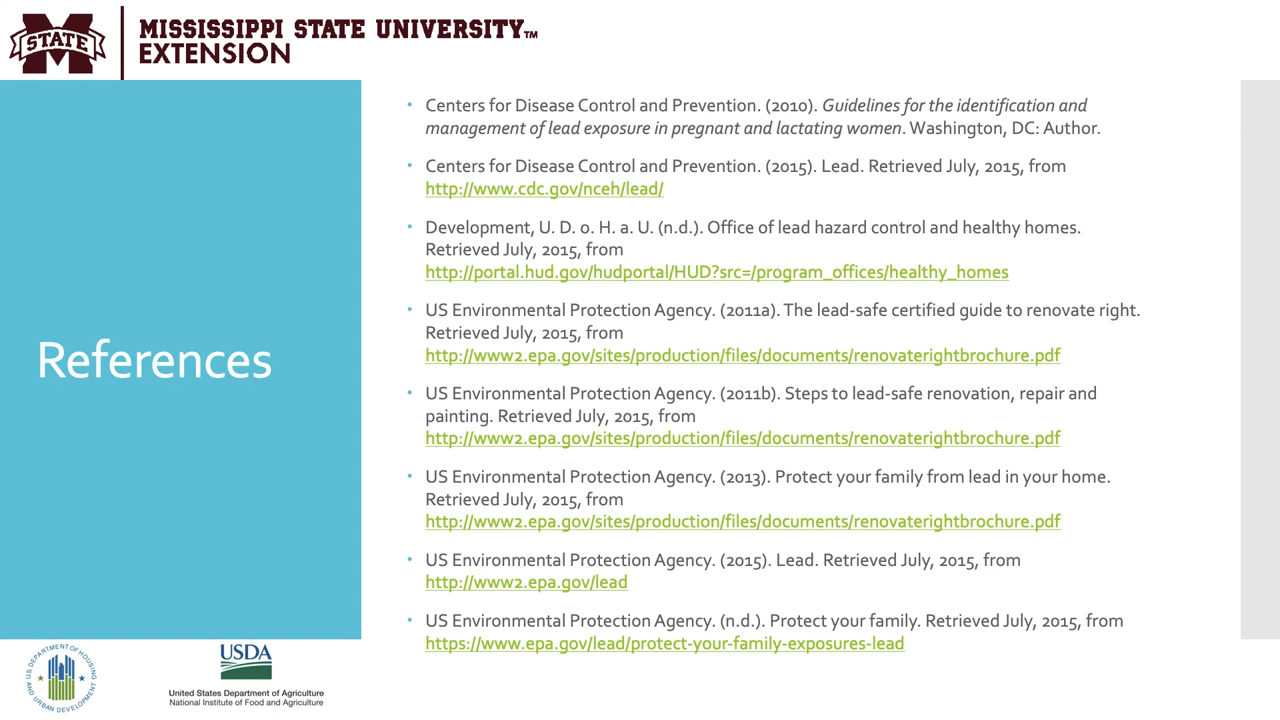 STATE
MISSISSIPPI STATE UNIVERSITY™
EXTENSION
References
• Centers for Disease Control and Prevention. (2010). Guidelines for the identification and
management of lead exposure in pregnant and lactating women. Washington, DC: Author.
• Centers for Disease Control and Prevention. (2015). Lead. Retrieved July, 2015, from
http://www.cdc.gov/nceh/lead/
• Development, U. D. o. H. a. U. (n.d.). Office of lead hazard control and healthy homes.
Retrieved July, 2015, from
http://portal.hud.gov/hudportal/HUD?src=/program_offices/healthy_homes
• US Environmental Protection Agency. (2011a). The lead-safe certified guide to renovate right.
Retrieved July, 2015, from
http://www2.epa.gov/sites/production/files/documents/renovaterightbrochure.pdf
• US Environmental Protection Agency. (2011b). Steps to lead-safe renovation, repair and
painting. Retrieved July, 2015, from
http://www2.epa.gov/sites/production/files/documents/renovaterightbrochure.pdf
• US Environmental Protection Agency. (2013). Protect your family from lead in your home.
Retrieved July, 2015, from
http://www2.epa.gov/sites/production/files/documents/renovaterightbrochure.pdf
• US Environmental Protection Agency. (2015). Lead. Retrieved July, 2015, from
http://www2.epa.gov/lead
• US Environmental Protection Agency. (n.d.). Protect your family. Retrieved July, 2015, from
https://www.epa.gov/lead/protect-your-family-exposures-lead
U.S. DEPARTMENT OF HOUSING
AND URBAN DEVELOPMENT
USDA
United States Department of Agriculture
National Institute of Food and Agriculture